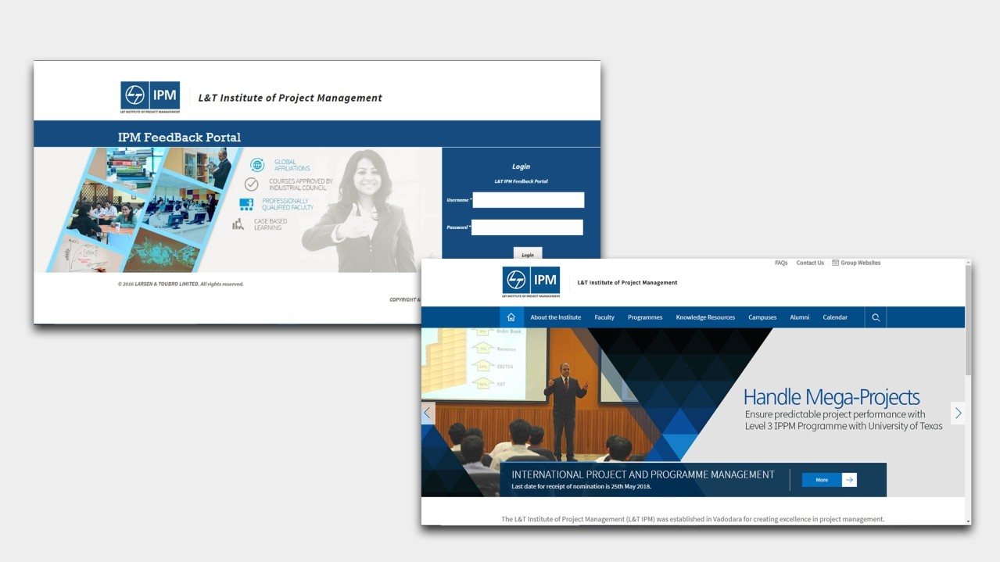 LT IPM
L&T INSTITUTE OF PROJECT MANAGEMENT
L&T Institute of Project Management
IPM FeedBack Portal
GLOBAL
AFFILIATIONS
COURSES APPROVED BY
INDUSTRIAL COUNCIL
PROFESSIONALLY
QUALIFIED FACULTY
CASE BASED
LEARNING
Login
L&T IPM Feedback Portal
Username *
Password *
Login
© 2016 LARSEN & TOUBRO LIMITED. All rights reserved.
COPYRIGHT &
FAQs Contact Us Group Websites
LT IPM
L&T INSTITUTE OF PROJECT MANAGEMENT
L&T Institute of Project Management
About the Institute Faculty Programmes Knowledge Resources Campuses Alumni Calendar
Order Book
Revenue
EBITDA
PAT
Handle Mega-Projects
Ensure predictable project performance with
Level 3 IPPM Programme with University of Texas
INTERNATIONAL PROJECT AND PROGRAMME MANAGEMENT
Last date for receipt of nomination is 25th May 2018.
More
The L&T Institute of Project Management (L&T IPM) was established in Vadodara for creating excellence in project management.